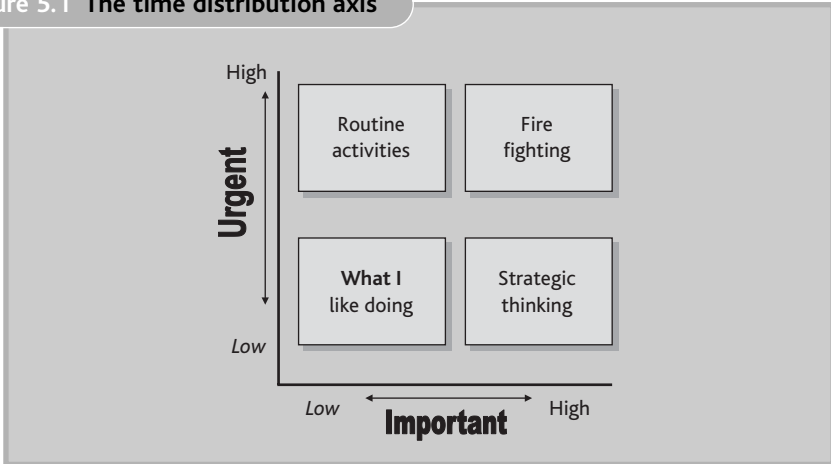 ure 5.1 The time distribution axis
High
Routine
activities
Fire
fighting
Urgent
What I
like doing
Strategic
thinking
Low
Low
Important
High